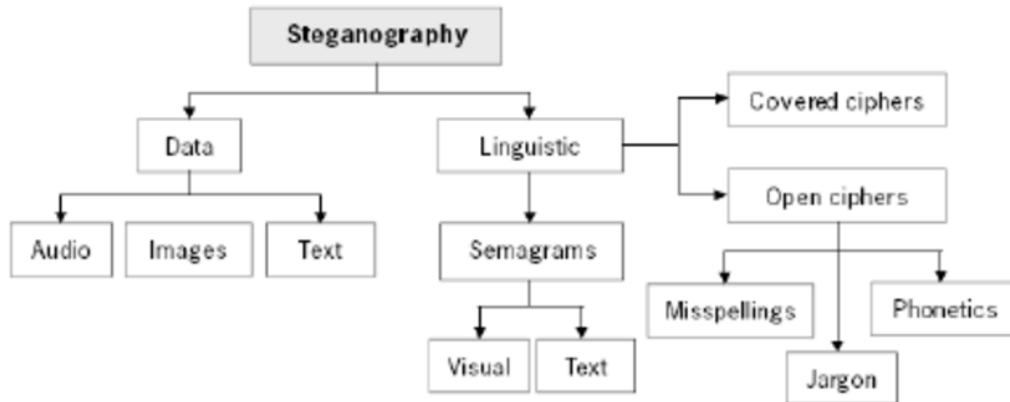 Steganography
Covered ciphers
Data
Linguistic
Open ciphers
Audio
Images
Text
Semagrams
Misspellings
Phonetics
Visual
Text
Jargon